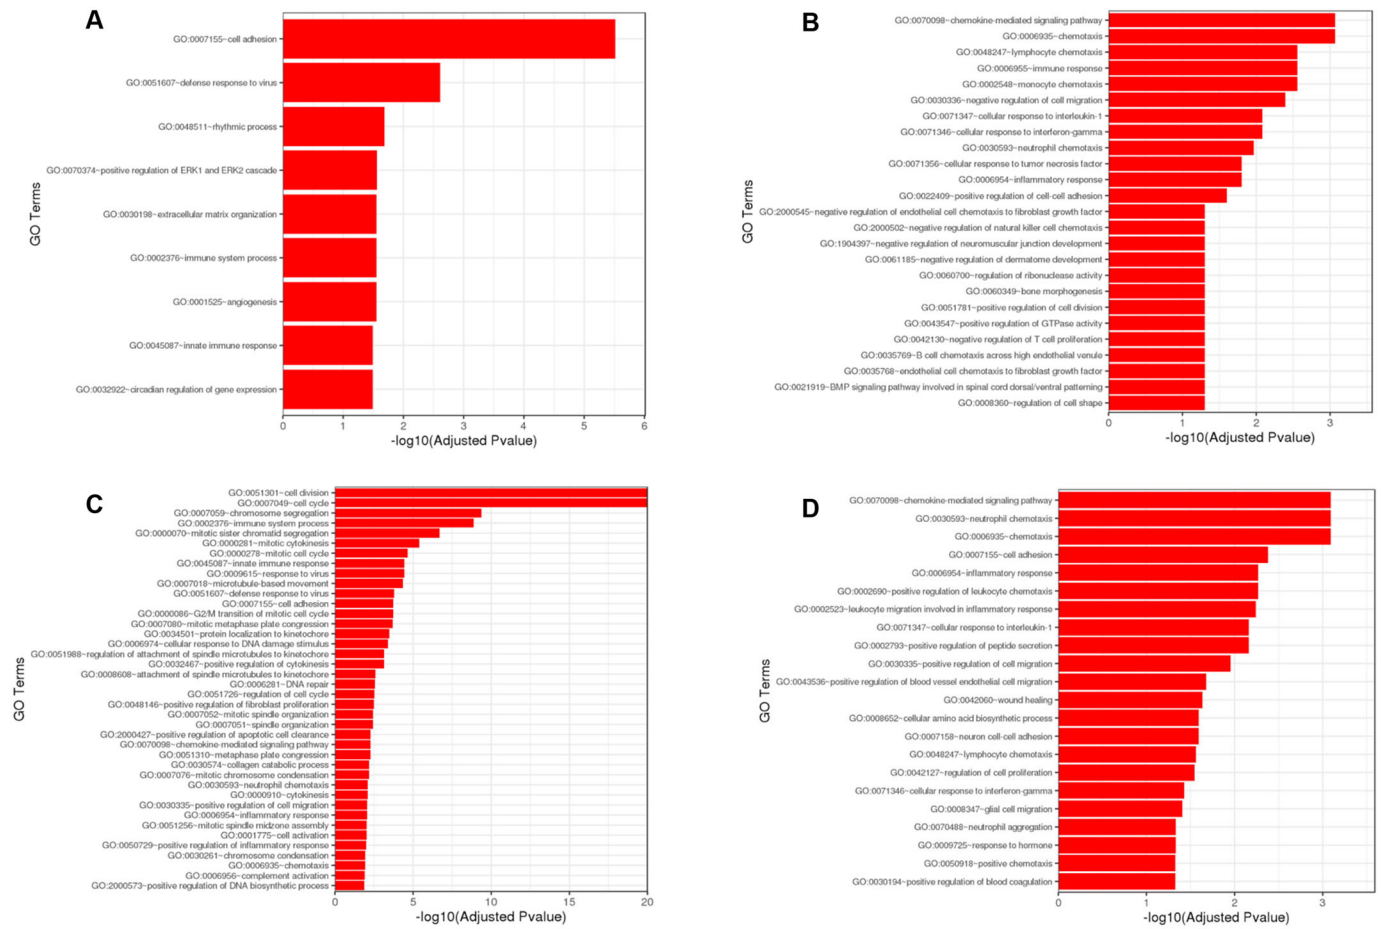 A
GO Terms
GO:0007155~cell adhesion
GO:0051607~defense response to virus
GO:0048511~rhythmic process
GO:0070374~positive regulation of ERK1 and ERK2 cascade
GO:0030198~extracellular matrix organization
GO:0002376~immune system process
GO:0001525~angiogenesis
GO:0045087~innate immune response
GO:0032922~circadian regulation of gene expression
0 1 2 3 4 5 6
-log10(Adjusted Pvalue)
B
GO Terms
GO:0070098~chemokine-mediated signaling pathway
GO:0006935~chemotaxis
GO:0048247~lymphocyte chemotaxis
GO:0006955~immune response
GO:0002548~monocyte chemotaxis
GO:0030336~negative regulation of cell migration
GO:0071347~cellular response to interleukin-1
GO:0071346~cellular response to interferon-gamma
GO:0030593~neutrophil chemotaxis
GO:0071356~cellular response to tumor necrosis factor
GO:0006954~inflammatory response
GO:0022409~positive regulation of cell-cell adhesion
GO:2000545~negative regulation of endothelial cell chemotaxis to fibroblast growth factor
GO:2000502~negative regulation of natural killer cell chemotaxis
GO:1904397~negative regulation of neuromuscular junction development
GO:0061185~negative regulation of dermatome development
GO:0060700~regulation of ribonuclease activity
GO:0060349~bone morphogenesis
GO:0051781~positive regulation of cell division
GO:0043547~positive regulation of GTPase activity
GO:0042130~negative regulation of T cell proliferation
GO:0035769~B cell chemotaxis across high endothelial venule
GO:0035768~endothelial cell chemotaxis to fibroblast growth factor
GO:0021919~BMP signaling pathway involved in spinal cord dorsal/ventral patterning
GO:0008360~regulation of cell shape
0 1 2 3
-log10(Adjusted Pvalue)
C
GO Terms
GO:0051301~cell division
GO:0007049~cell cycle
GO:0007059~chromosome segregation
GO:0002376~immune system process
GO:0000070~mitotic sister chromatid segregation
GO:0000281~mitotic cytokinesis
GO:0000278~mitotic cell cycle
GO:0045087~innate immune response
GO:0009615~response to virus
GO:0007018~microtubule-based movement
GO:0051607~defense response to virus
GO:0007155~cell adhesion
GO:0000086~G2/M transition of mitotic cell cycle
GO:0007080~mitotic metaphase plate congression
GO:0034501~protein localization to kinetochore
GO:0006974~cellular response to DNA damage stimulus
GO:0051988~regulation of attachment of spindle microtubules to kinetochore
GO:0032467~positive regulation of cytokinesis
GO:0008608~attachment of spindle microtubules to kinetochore
GO:0006281~DNA repair
GO:0051726~regulation of cell cycle
GO:0048146~positive regulation of fibroblast proliferation
GO:0007052~mitotic spindle organization
GO:0007051~spindle organization
GO:2000427~positive regulation of apoptotic cell clearance
GO:0070098~chemokine-mediated signaling pathway
GO:0051310~metaphase plate congression
GO:0030574~collagen catabolic process
GO:0007076~mitotic chromosome condensation
GO:0030593~neutrophil chemotaxis
GO:0000910~cytokinesis
GO:0030335~positive regulation of cell migration
GO:0006954~inflammatory response
GO:0051256~mitotic spindle midzone assembly
GO:0001775~cell activation
GO:0050729~positive regulation of inflammatory response
GO:0030261~chromosome condensation
GO:0006935~chemotaxis
GO:0006956~complement activation
GO:2000573~positive regulation of DNA biosynthetic process
0 5 10 15 20
-log10(Adjusted Pvalue)
D
GO Terms
GO:0070098~chemokine-mediated signaling pathway
GO:0030593~neutrophil chemotaxis
GO:0006935~chemotaxis
GO:0007155~cell adhesion
GO:0006954~inflammatory response
GO:0002690~positive regulation of leukocyte chemotaxis
GO:0002523~leukocyte migration involved in inflammatory response
GO:0071347~cellular response to interleukin-1
GO:0002793~positive regulation of peptide secretion
GO:0030335~positive regulation of cell migration
GO:0043536~positive regulation of blood vessel endothelial cell migration
GO:0042060~wound healing
GO:0008652~cellular amino acid biosynthetic process
GO:0007158~neuron cell-cell adhesion
GO:0048247~lymphocyte chemotaxis
GO:0042127~regulation of cell proliferation
GO:0071346~cellular response to interferon-gamma
GO:0008347~glial cell migration
GO:0070488~neutrophil aggregation
GO:0009725~response to hormone
GO:0050918~positive chemotaxis
GO:0030194~positive regulation of blood coagulation
0 1 2 3
-log10(Adjusted Pvalue)